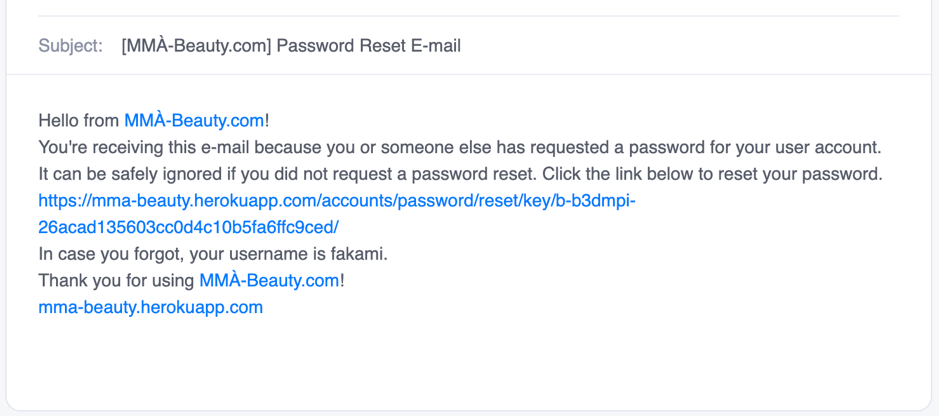 Subject: [MMÀ-Beauty.com] Password Reset E-mail
Hello from MMÀ-Beauty.com!
You're receiving this e-mail because you or someone else has requested a password for your user account.
It can be safely ignored if you did not request a password reset. Click the link below to reset your password.
https://mma-beauty.herokuapp.com/accounts/password/reset/key/b-b3dmpi-
26acad135603cc0d4c10b5fa6ffc9ced/
In case you forgot, your username is fakami.
Thank you for using MMÀ-Beauty.com!
mma-beauty.herokuapp.com